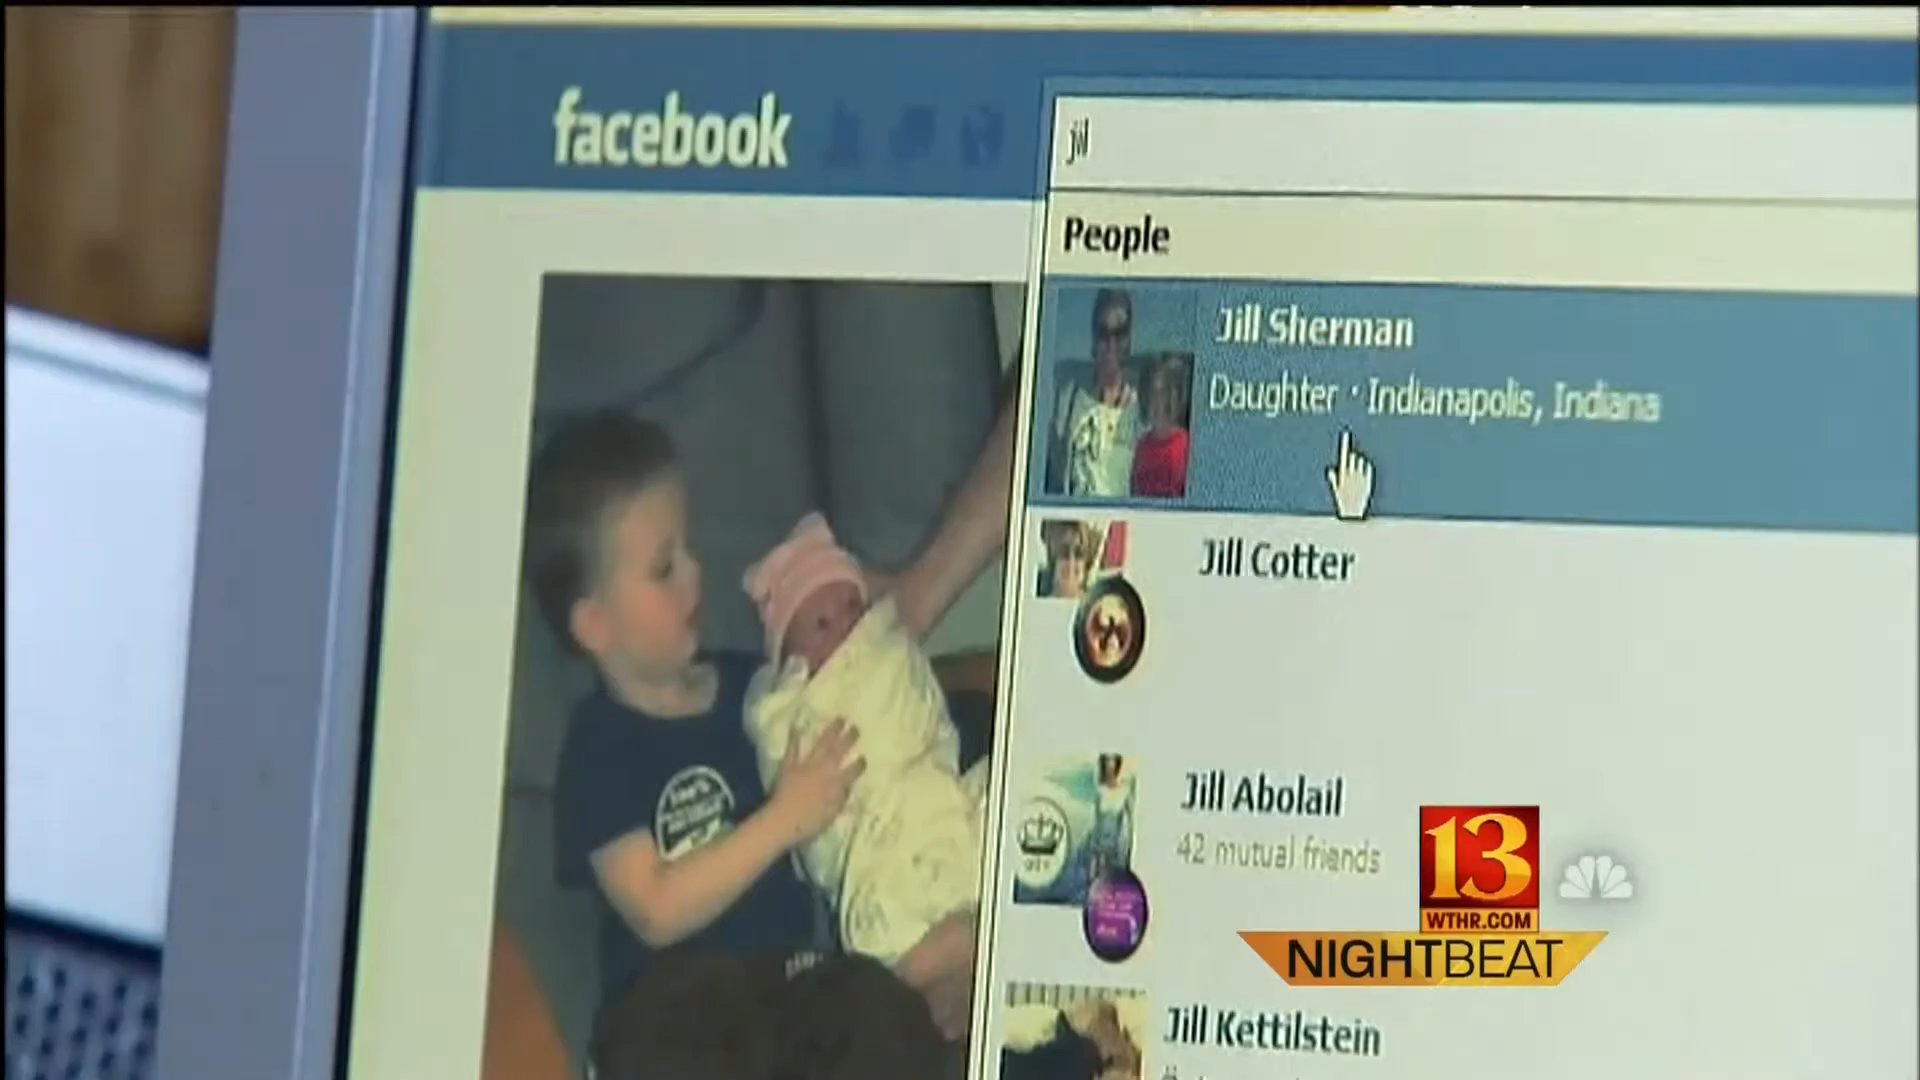 facebook
jil
People
Jill Sherman
Daughter · Indianapolis, Indiana
Jill Cotter
Jill Abolail
42 mutual friends
Jill Kettilstein
13
WTHR.COM
NIGHTBEAT